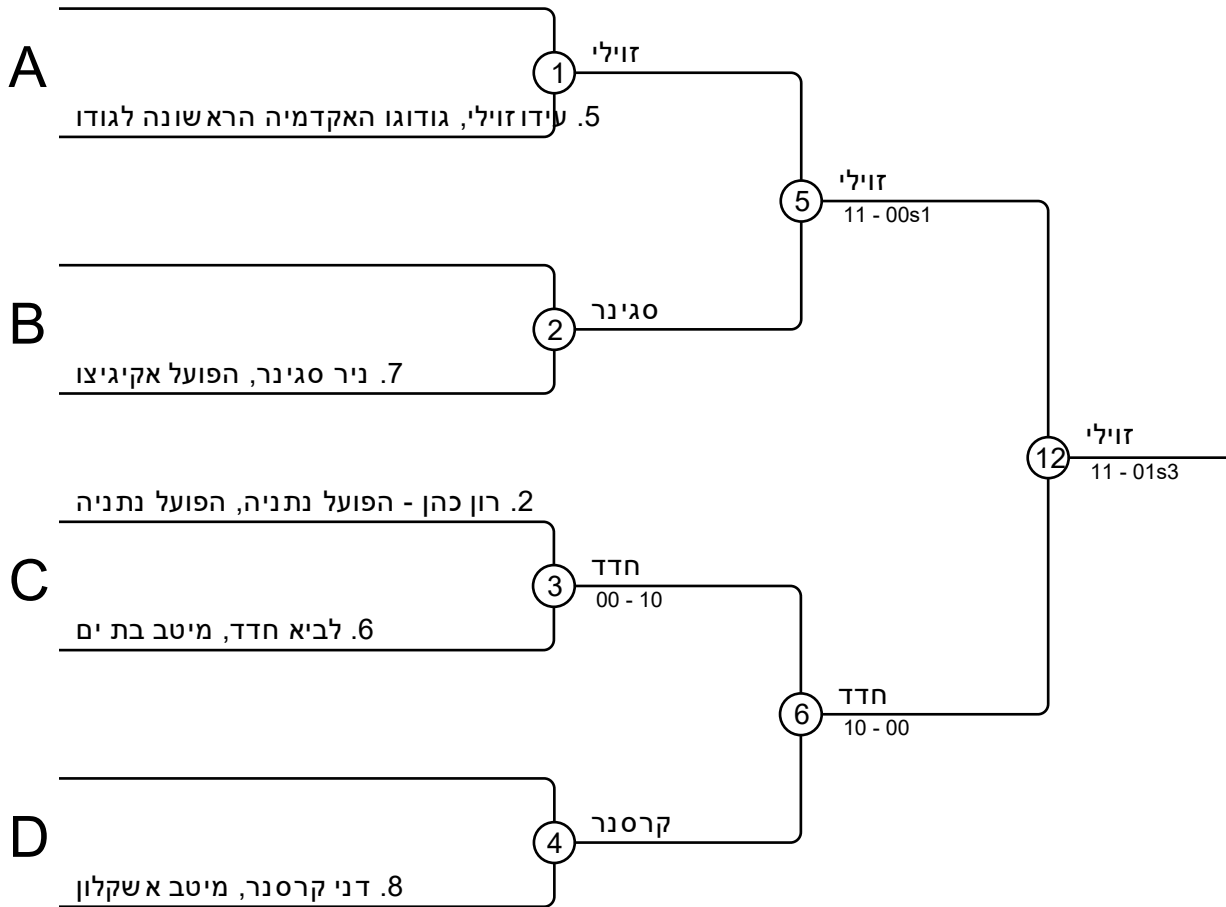 A
1
זוילי
5. עידו זוילי, גודוגו האקדמיה הראשונה לגודו
5
זוילי
11 - 00s1
B
2
סגינר
7. ניר סגינר, הפועל אקיגיצו
12
זוילי
11 - 01s3
2. רון כהן - הפועל נתניה, הפועל נתניה
C
3
חדד
00 - 10
6. לביא חדד, מיטב בת ים
6
חדד
10 - 00
D
4
קרסנר
8. דני קרסנר, מיטב אשקלון